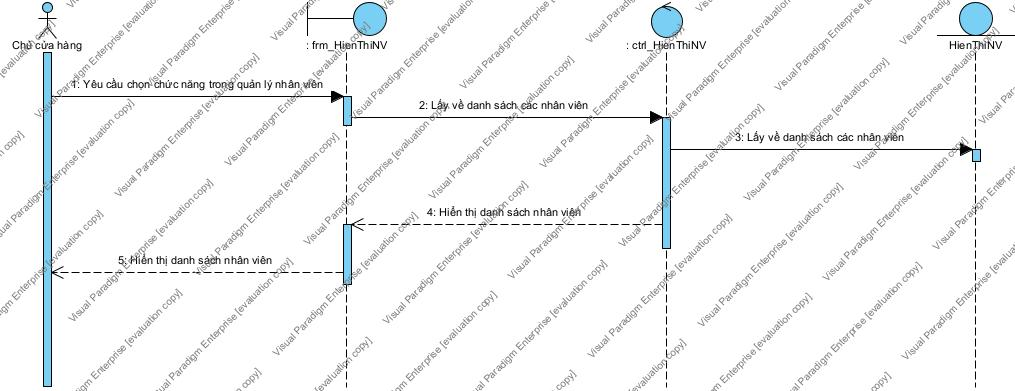 Chủ cửa hàng
: frm_HienThiNV
: ctrl_HienThiNV
HienThiNV
1: Yêu cầu chọn chức năng trong quản lý nhân viên
2: Lấy về danh sách các nhân viên
3: Lấy về danh sách các nhân viên
4: Hiển thị danh sách nhân viên
5: Hiển thị danh sách nhân viên
Visual Paradigm Enterprise [evaluation copy]